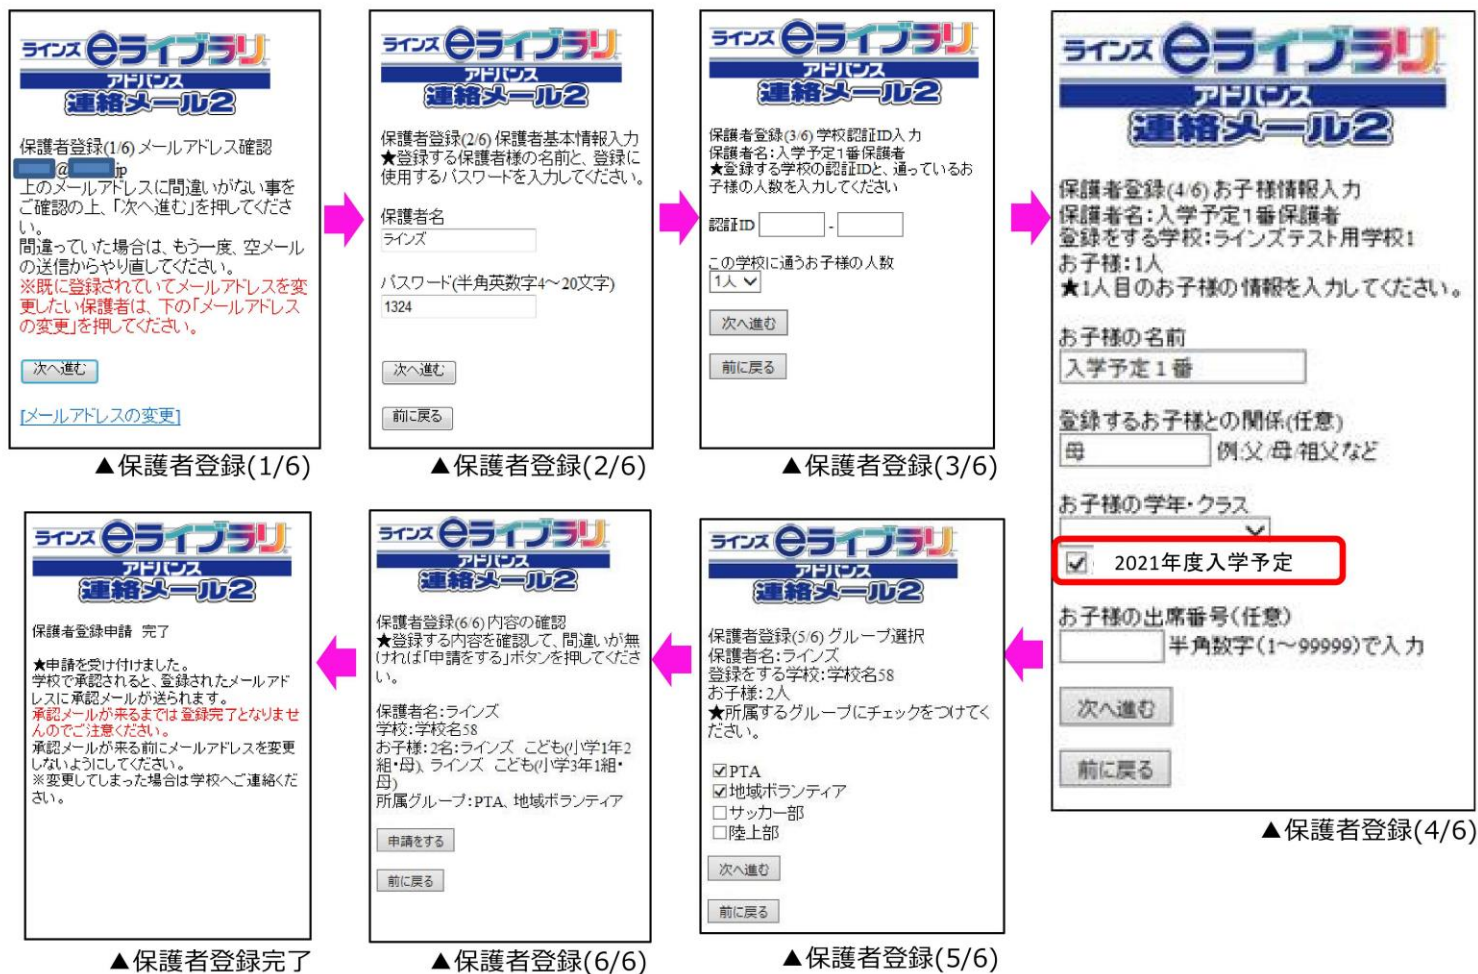 ラインズ eライブラリ
アドバンス
連絡メール2
保護者登録(1/6)メールアドレス確認
@ jp
上のメールアドレスに間違いがない事を
ご確認の上、「次へ進む」を押してくださ
い。
間違っていた場合は、もう一度、空メール
の送信からやり直してください。
※既に登録されていてメールアドレスを変
更したい保護者は、下の「メールアドレス
の変更」を押してください。
次へ進む
[メールアドレスの変更]
▲保護者登録(1/6)
ラインズ eライブラリ
アドバンス
連絡メール2
保護者登録(2/6)保護者基本情報入力
★登録する保護者様の名前と、登録に
使用するパスワードを入力してください。
保護者名
ラインズ
パスワード(半角英数字4～20文字)
1324
次へ進む
前に戻る
▲保護者登録(2/6)
ラインズ eライブラリ
アドバンス
連絡メール2
保護者登録(3/6)学校認証ID入力
保護者名:入学予定1番保護者
★登録する学校の認証IDと、通っているお
子様の人数を入力してください
認証ID -
この学校に通うお子様の人数
1人
次へ進む
前に戻る
▲保護者登録(3/6)
ラインズ eライブラリ
アドバンス
連絡メール2
保護者登録(4/6)お子様情報入力
保護者名:入学予定1番保護者
登録をする学校:ラインズテスト用学校1
お子様:1人
★1人目のお子様の情報を入力してください。
お子様の名前
入学予定1番
登録するお子様との関係(任意)
母 例:父/母/祖父など
お子様の学年・クラス
2021年度入学予定
お子様の出席番号(任意)
半角数字(1～99999)で入力
次へ進む
前に戻る
▲保護者登録(4/6)
ラインズ eライブラリ
アドバンス
連絡メール2
保護者登録(5/6)グループ選択
保護者名:ラインズ
登録をする学校:学校名58
お子様:2人
★所属するグループにチェックをつけてく
ださい。
☑PTA
☑地域ボランティア
□サッカー部
□陸上部
次へ進む
前に戻る
▲保護者登録(5/6)
ラインズ eライブラリ
アドバンス
連絡メール2
保護者登録(6/6)内容の確認
★登録する内容を確認して、間違いが無
ければ「申請をする」ボタンを押してくださ
い。
保護者名:ラインズ
学校:学校名58
お子様:2名:ラインズ こども(小学1年2
組・母)、ラインズ こども(小学3年1組・
母)
所属グループ:PTA、地域ボランティア
申請をする
前に戻る
▲保護者登録(6/6)
ラインズ eライブラリ
アドバンス
連絡メール2
保護者登録申請 完了
★申請を受け付けました。
学校で承認されると、登録されたメールアド
レスに承認メールが送られます。
承認メールが来るまでは登録完了となりませ
んのでご注意ください。
承認メールが来る前にメールアドレスを変更
しないようにしてください。
※変更してしまった場合は学校へご連絡くだ
さい。
▲保護者登録完了